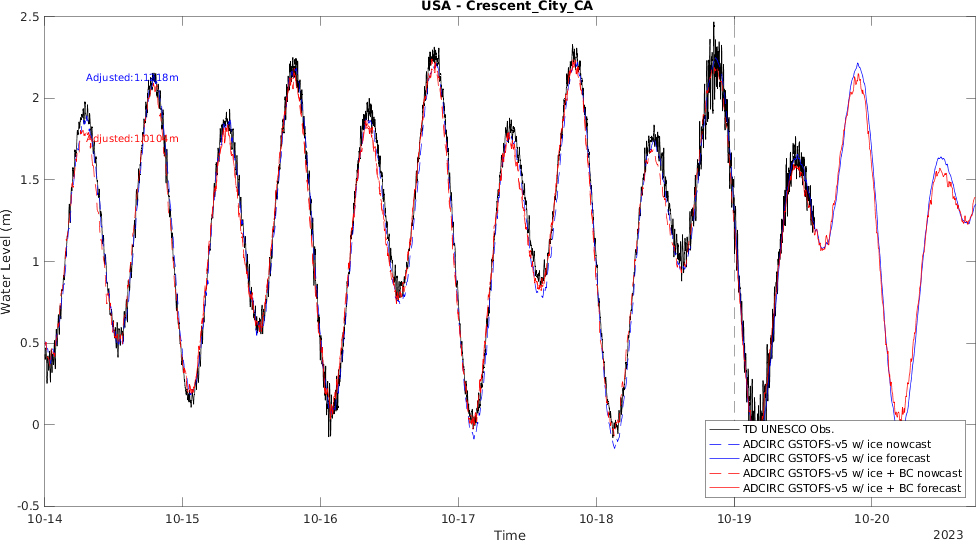 USA - Crescent_City_CA
2.5
2
1.5
1
0.5
0
-0.5
Water Level (m)
Adjusted:1.0104m
10-14
10-15
10-16
10-17
10-18
10-19
10-20
Time
2023
TD UNESCO Obs.
ADCIRC GSTOFS-v5 w/ ice nowcast
ADCIRC GSTOFS-v5 w/ ice forecast
ADCIRC GSTOFS-v5 w/ ice + BC nowcast
ADCIRC GSTOFS-v5 w/ ice + BC forecast